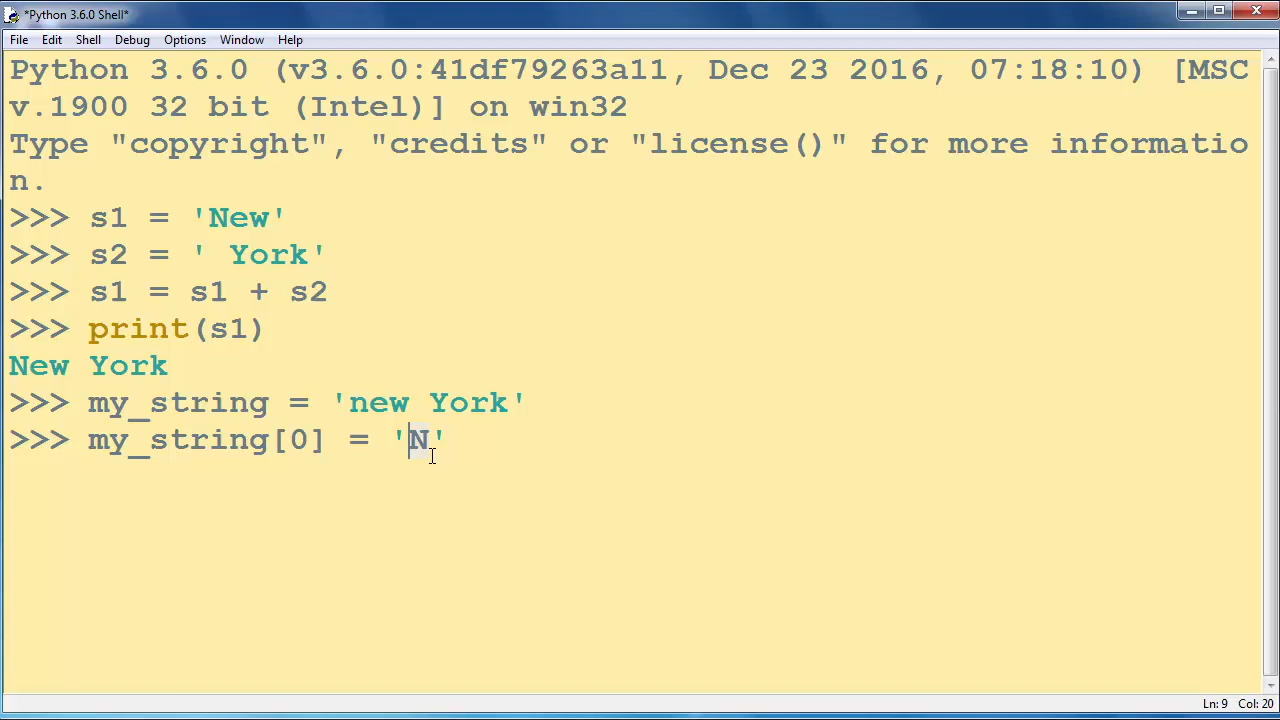 *Python 3.6.0 Shell*
File Edit Shell Debug Options Window Help
Python 3.6.0 (v3.6.0:41df79263a11, Dec 23 2016, 07:18:10) [MSC
v.1900 32 bit (Intel)] on win32
Type "copyright", "credits" or "license()" for more informatio
n.
>>> s1 = 'New'
>>> s2 = ' York'
>>> s1 = s1 + s2
>>> print(s1)
New York
>>> my_string = 'new York'
>>> my_string[0] = 'N'
Ln: 9 Col: 20